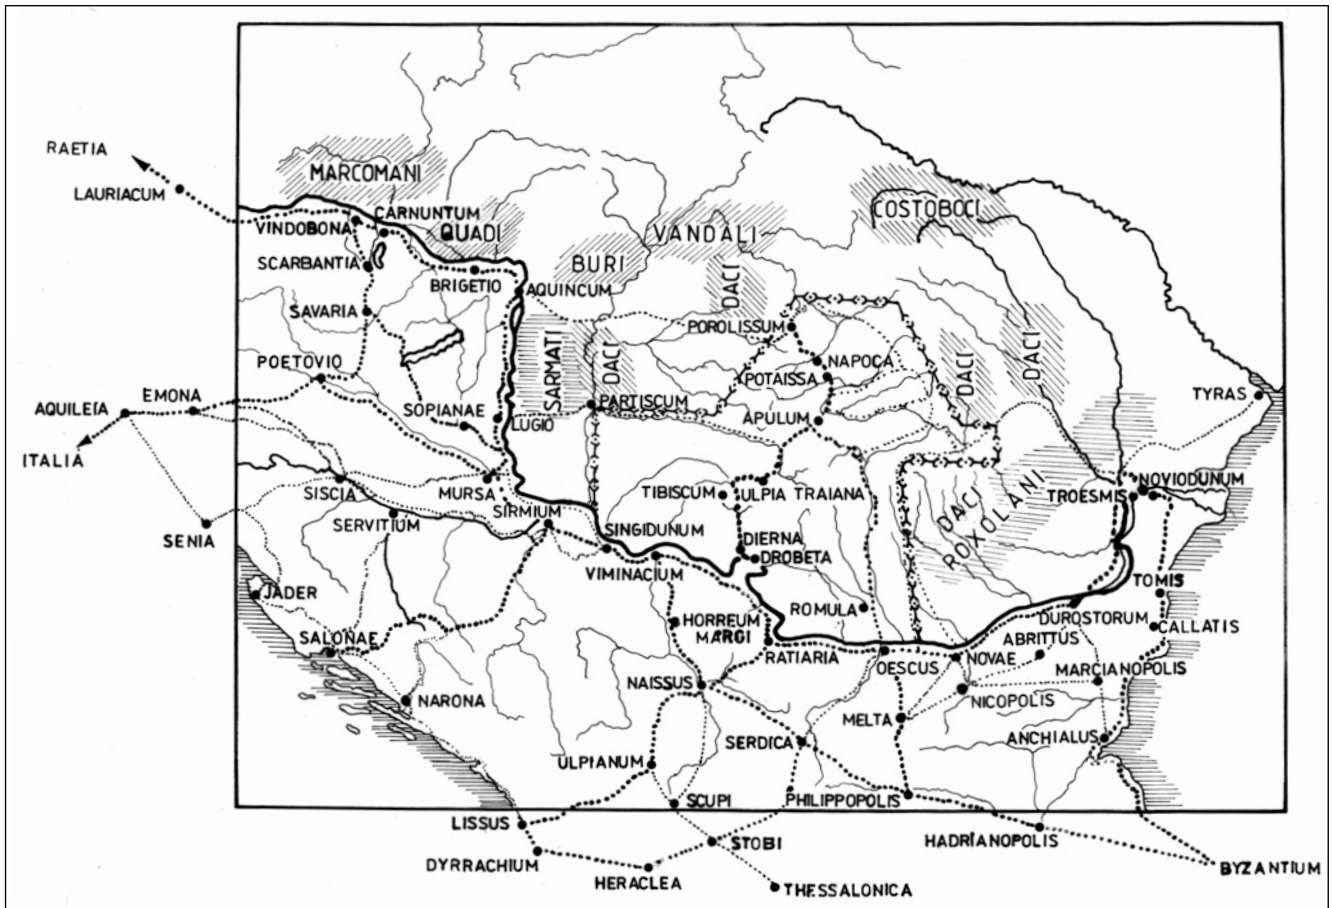 RAETIA
LAURIACUM
MARCOMANI
VINDOBONA
CARNUNTUM
QUADI
COSTOBOCI
VANDALI
BURI
SCARBANTIA
BRIGETIO
AQUINCUM
DACI
SAVARIA
POROLISSUM
SARMATI
DACI
NAPOCA
POTAISSA
DACI
DACI
POETOVIO
EMONA
AQUILEIA
ITALIA
SOPIANAE
LUGIO
PARTISCUM
APULUM
TYRAS
SISCIA
MURSA
TIBISCUM
ULPIA TRAIANA
NOVIODUNUM
TROESMIS
DACI
ROXOLANI
SERVITIUM
SIRMIUM
SENIA
SINGIDUNUM
DIERNA
DROBETA
VIMINACIUM
JADER
ROMULA
TOMIS
DUROSTORUM
CALLATIS
HORREUM
MARGI
SALONAE
RATIARIA
OESCUS
NOVAE
ABRITTUS
MARCIANOPOLIS
NAISSUS
NICOPOLIS
NARONA
MELTA
SERDICA
ANCHIALUS
ULPIANUM
SCUPI
PHILIPPOPOLIS
LISSUS
STOBI
HADRIANOPOLIS
DYRRACHIUM
HERACLEA
BYZANTIUM
THESSALONICA